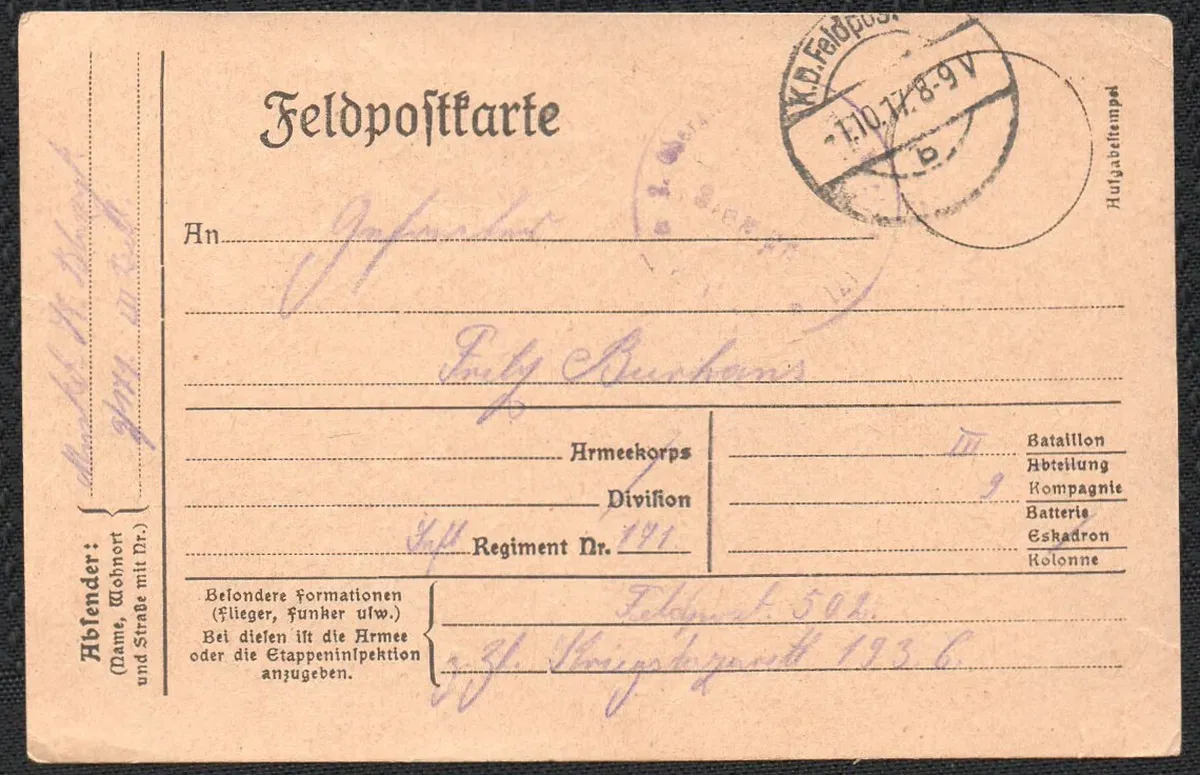 Feldpostkarte
K.D. Feldpost
-1.10.17. 8-9 V
b
Aufgabestempel
An Gefreiter
Fritz Burhans
Armeekorps
Division
Inft Regiment Nr. 171
III Bataillon
Abteilung
9 Kompagnie
Batterie
Eskadron
Kolonne
Besondere Formationen
(Flieger, Funker usw.)
Bei diesen ist die Armee
oder die Etappeninspektion
anzugeben.
Feldpost. 502.
z. Zt. Kriegslazarett 193 C
Absender:
(Name, Wohnort
und Straße mit Nr.)